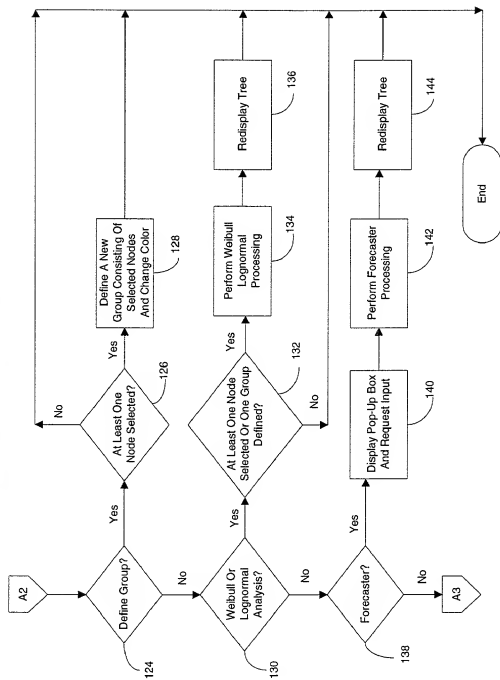 A2
Define Group?
124
Yes
No
At Least One
Node Selected?
126
No
Yes
Define A New
Group Consisting Of
Selected Nodes
And Change Color
128
Weibull Or
Lognormal
Analysis?
130
Yes
No
At Least One Node
Selected Or One Group
Defined?
132
Yes
No
Perform Weibull
Lognormal
Processing
134
Redisplay Tree
136
Forecaster?
138
Yes
No
Display Pop-Up Box
And Request Input
140
Perform Forecaster
Processing
142
Redisplay Tree
144
A3
End